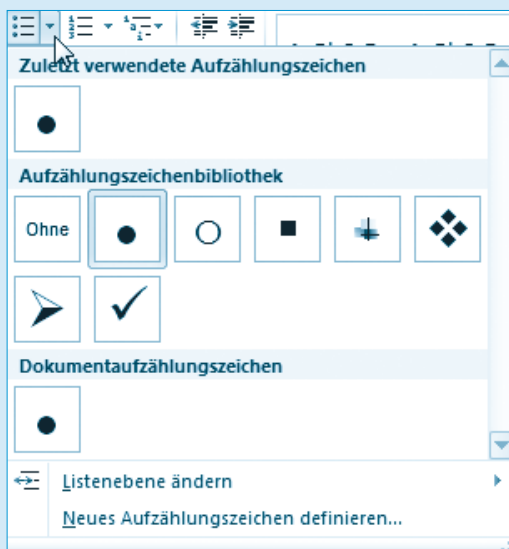 Zuletzt verwendete Aufzählungszeichen
Aufzählungszeichenbibliothek
Ohne
Dokumentaufzählungszeichen
Listenebene ändern
Neues Aufzählungszeichen definieren...